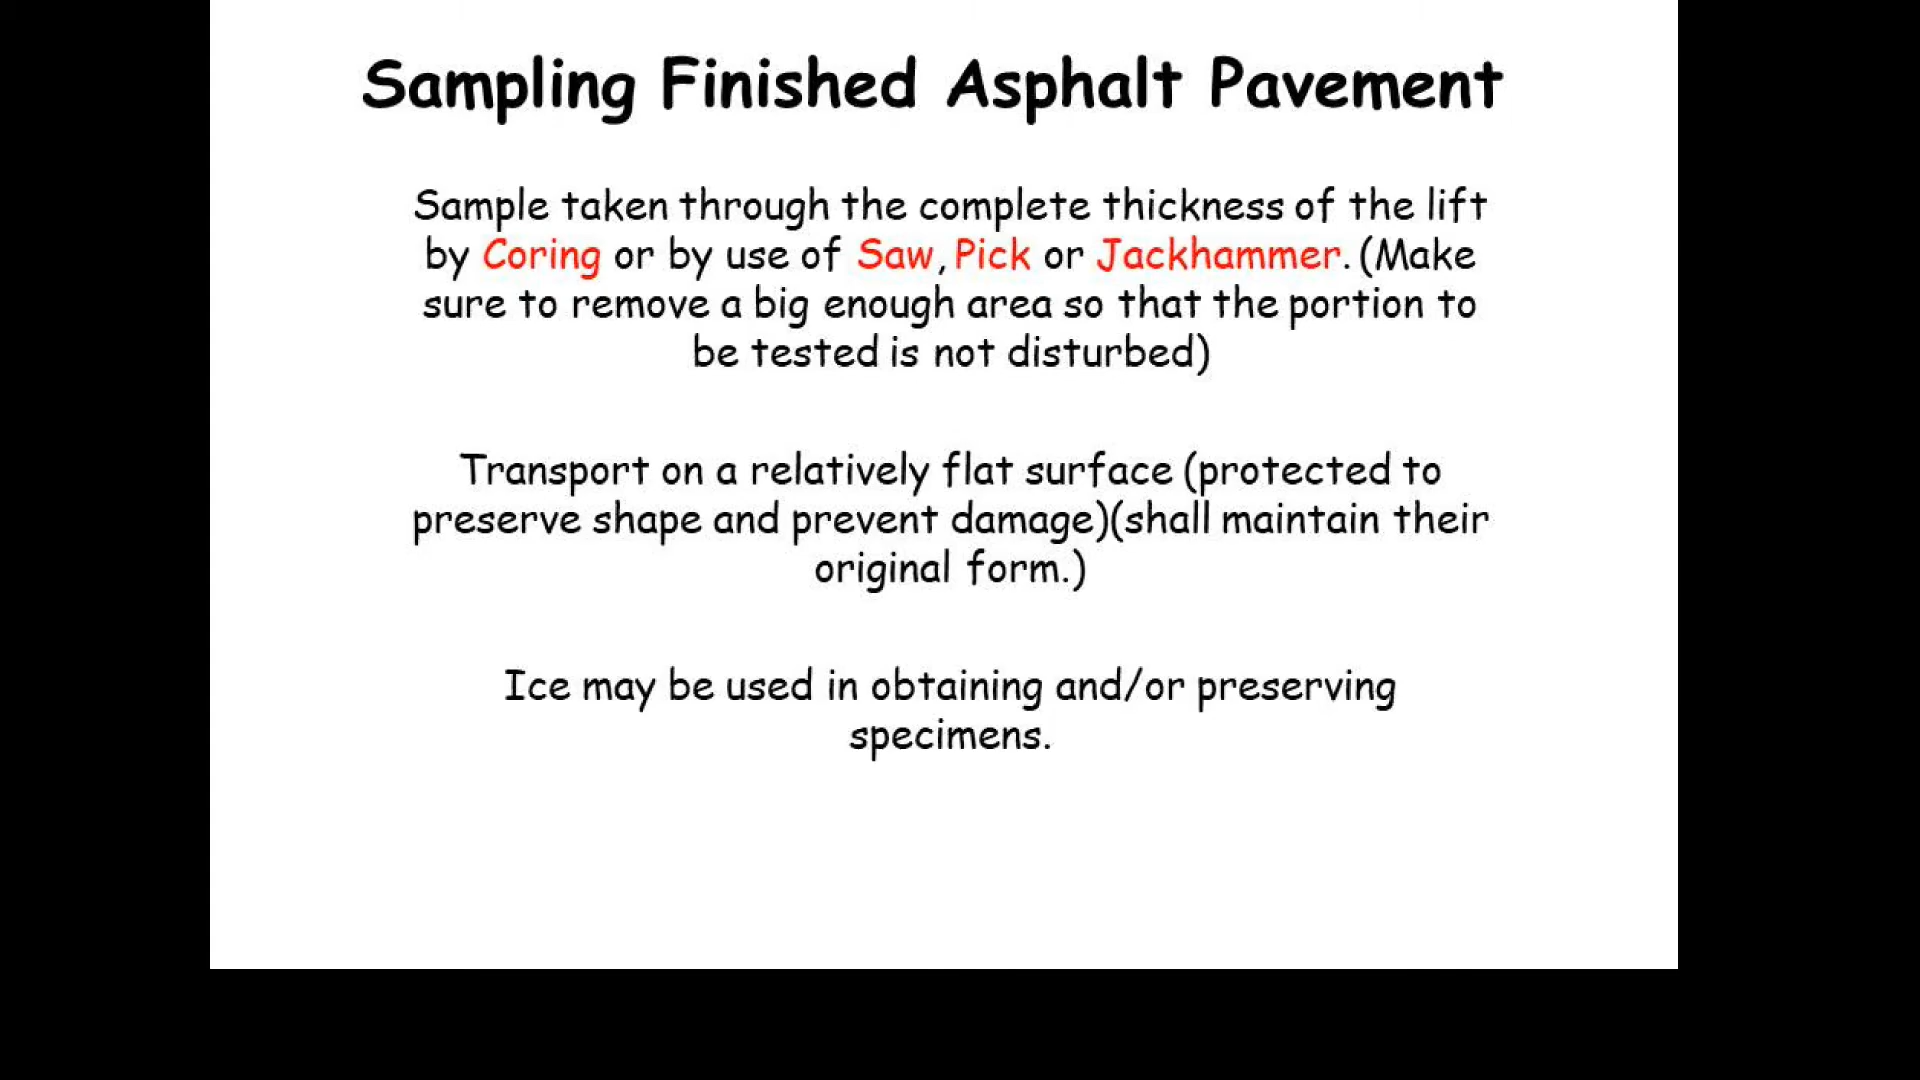 Sampling Finished Asphalt Pavement
Sample taken through the complete thickness of the lift
by Coring or by use of Saw, Pick or Jackhammer. (Make
sure to remove a big enough area so that the portion to
be tested is not disturbed)
Transport on a relatively flat surface (protected to
preserve shape and prevent damage)(shall maintain their
original form.)
Ice may be used in obtaining and/or preserving
specimens.